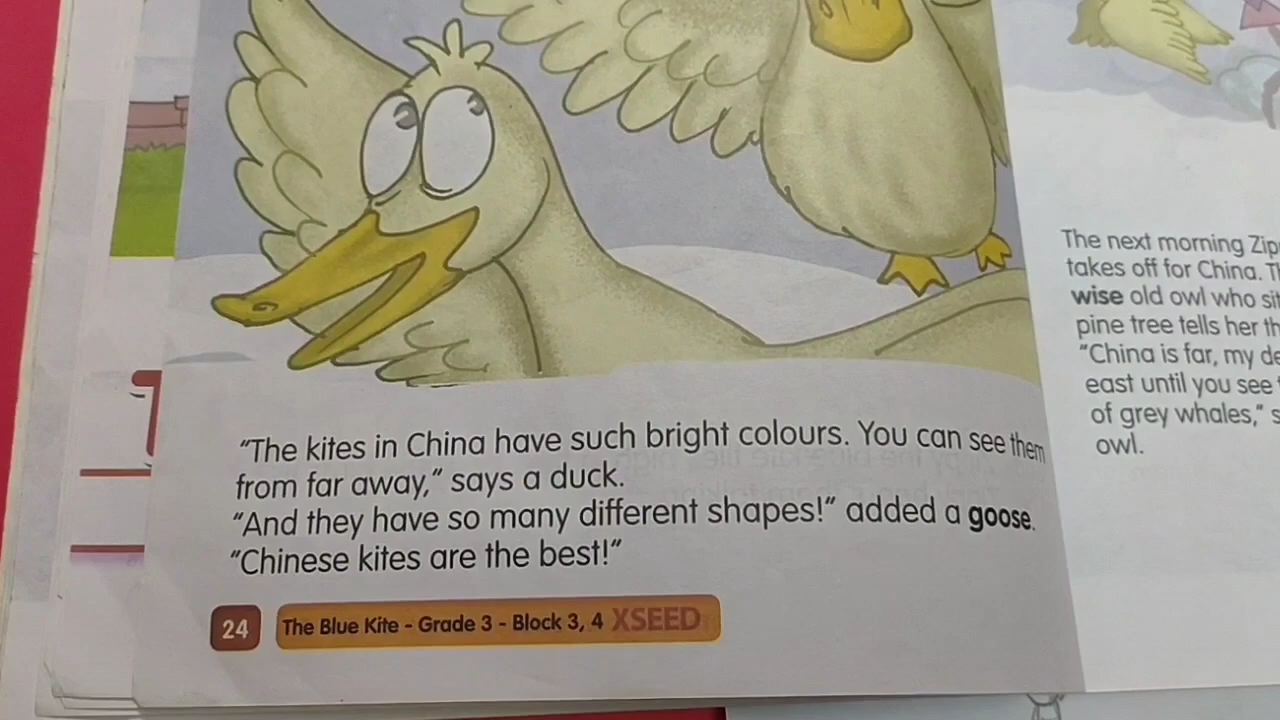 "The kites in China have such bright colours. You can see them
from far away," says a duck.
"And they have so many different shapes!" added a goose.
"Chinese kites are the best!"
24
The Blue Kite - Grade 3 - Block 3, 4 XSEED
The next morning Zip
takes off for China.
wise old owl who
pine tree tells her
"China is far, my
east until you see
of grey whales,"
owl.